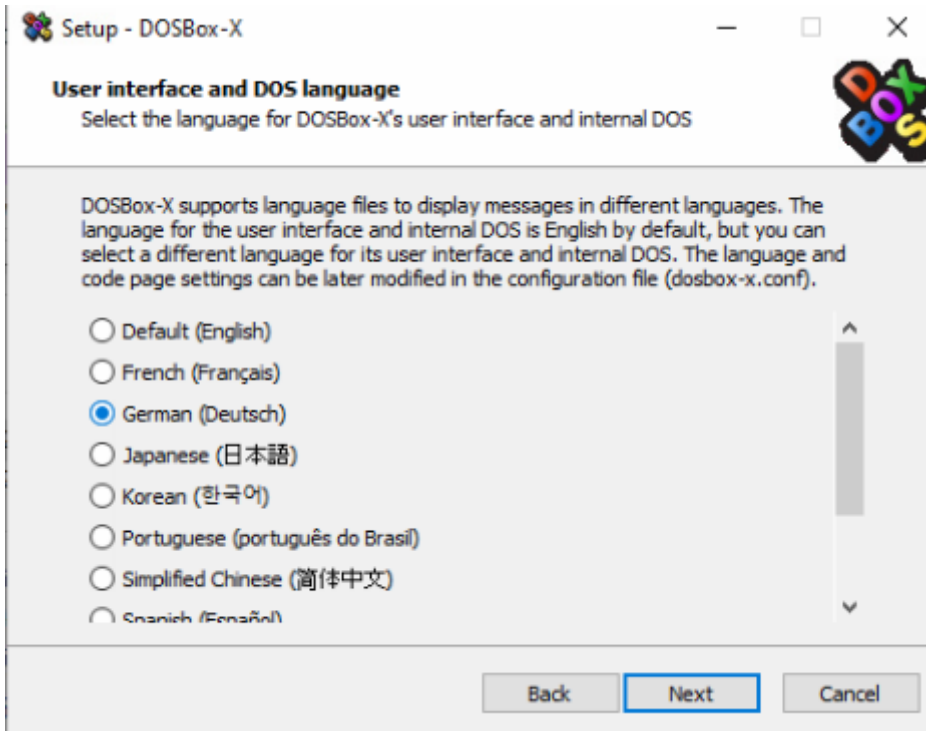 Setup - DOSBox-X
User interface and DOS language
Select the language for DOSBox-X's user interface and internal DOS
DOS
BOX
DOSBox-X supports language files to display messages in different languages. The
language for the user interface and internal DOS is English by default, but you can
select a different language for its user interface and internal DOS. The language and
code page settings can be later modified in the configuration file (dosbox-x.conf).
Default (English)
French (Français)
German (Deutsch)
Japanese (日本語)
Korean (한국어)
Portuguese (português do Brasil)
Simplified Chinese (简体中文)
Spanish (Español)
Back
Next
Cancel